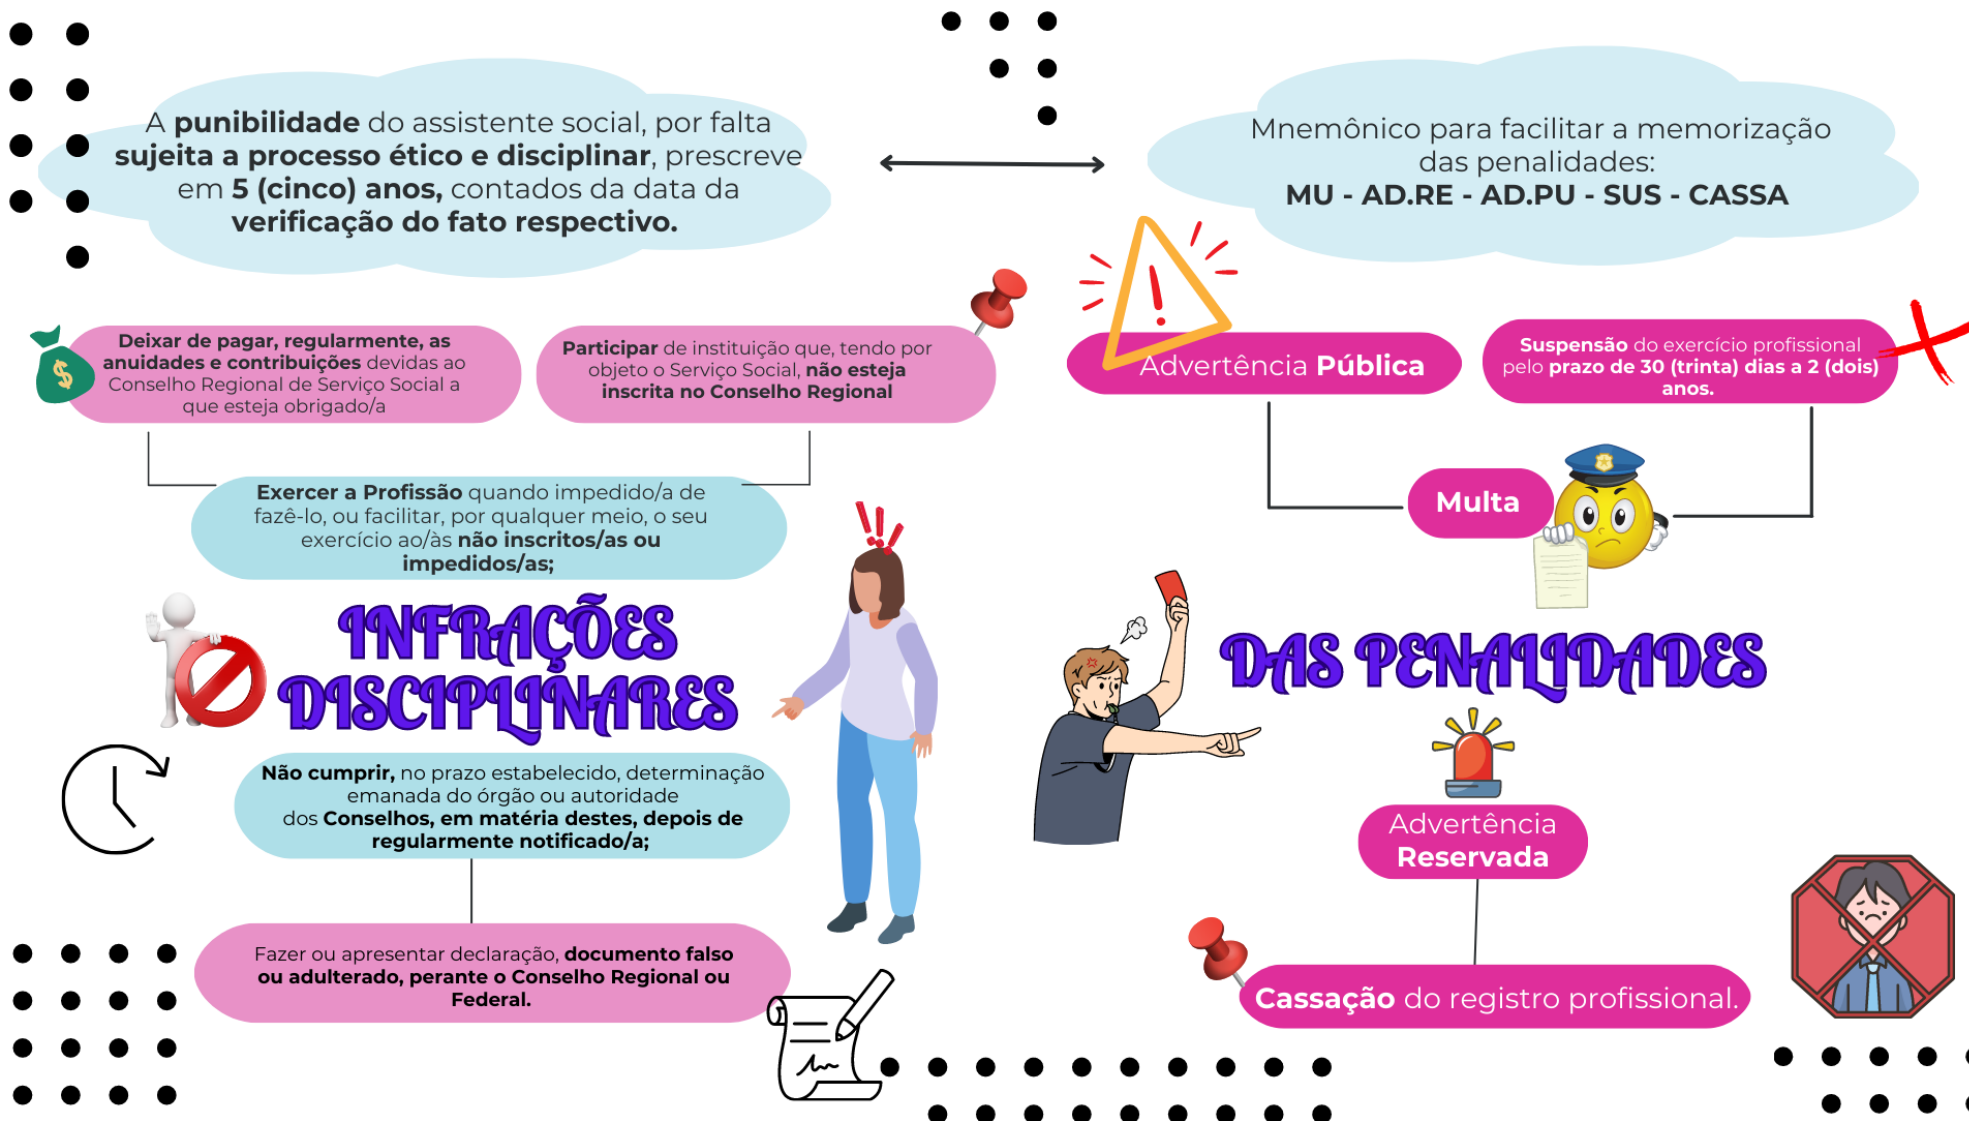 A punibilidade do assistente social, por falta
sujeita a processo ético e disciplinar, prescreve
em 5 (cinco) anos, contados da data da
verificação do fato respectivo.
Mnemônico para facilitar a memorização
das penalidades:
MU - AD.RE - AD.PU - SUS - CASSA
Deixar de pagar, regularmente, as
anuidades e contribuições devidas ao
Conselho Regional de Serviço Social a
que esteja obrigado/a
Participar de instituição que, tendo por
objeto o Serviço Social, não esteja
inscrita no Conselho Regional
Exercer a Profissão quando impedido/a de
fazê-lo, ou facilitar, por qualquer meio, o seu
exercício ao/às não inscritos/as ou
impedidos/as;
INFRAÇÕES
DISCIPLINARES
Não cumprir, no prazo estabelecido, determinação
emanada do órgão ou autoridade
dos Conselhos, em matéria destes, depois de
regularmente notificado/a;
Fazer ou apresentar declaração, documento falso
ou adulterado, perante o Conselho Regional ou
Federal.
Advertência Pública
Suspensão do exercício profissional
pelo prazo de 30 (trinta) dias a 2 (dois)
anos.
Multa
DAS PENALIDADES
Advertência
Reservada
Cassação do registro profissional.